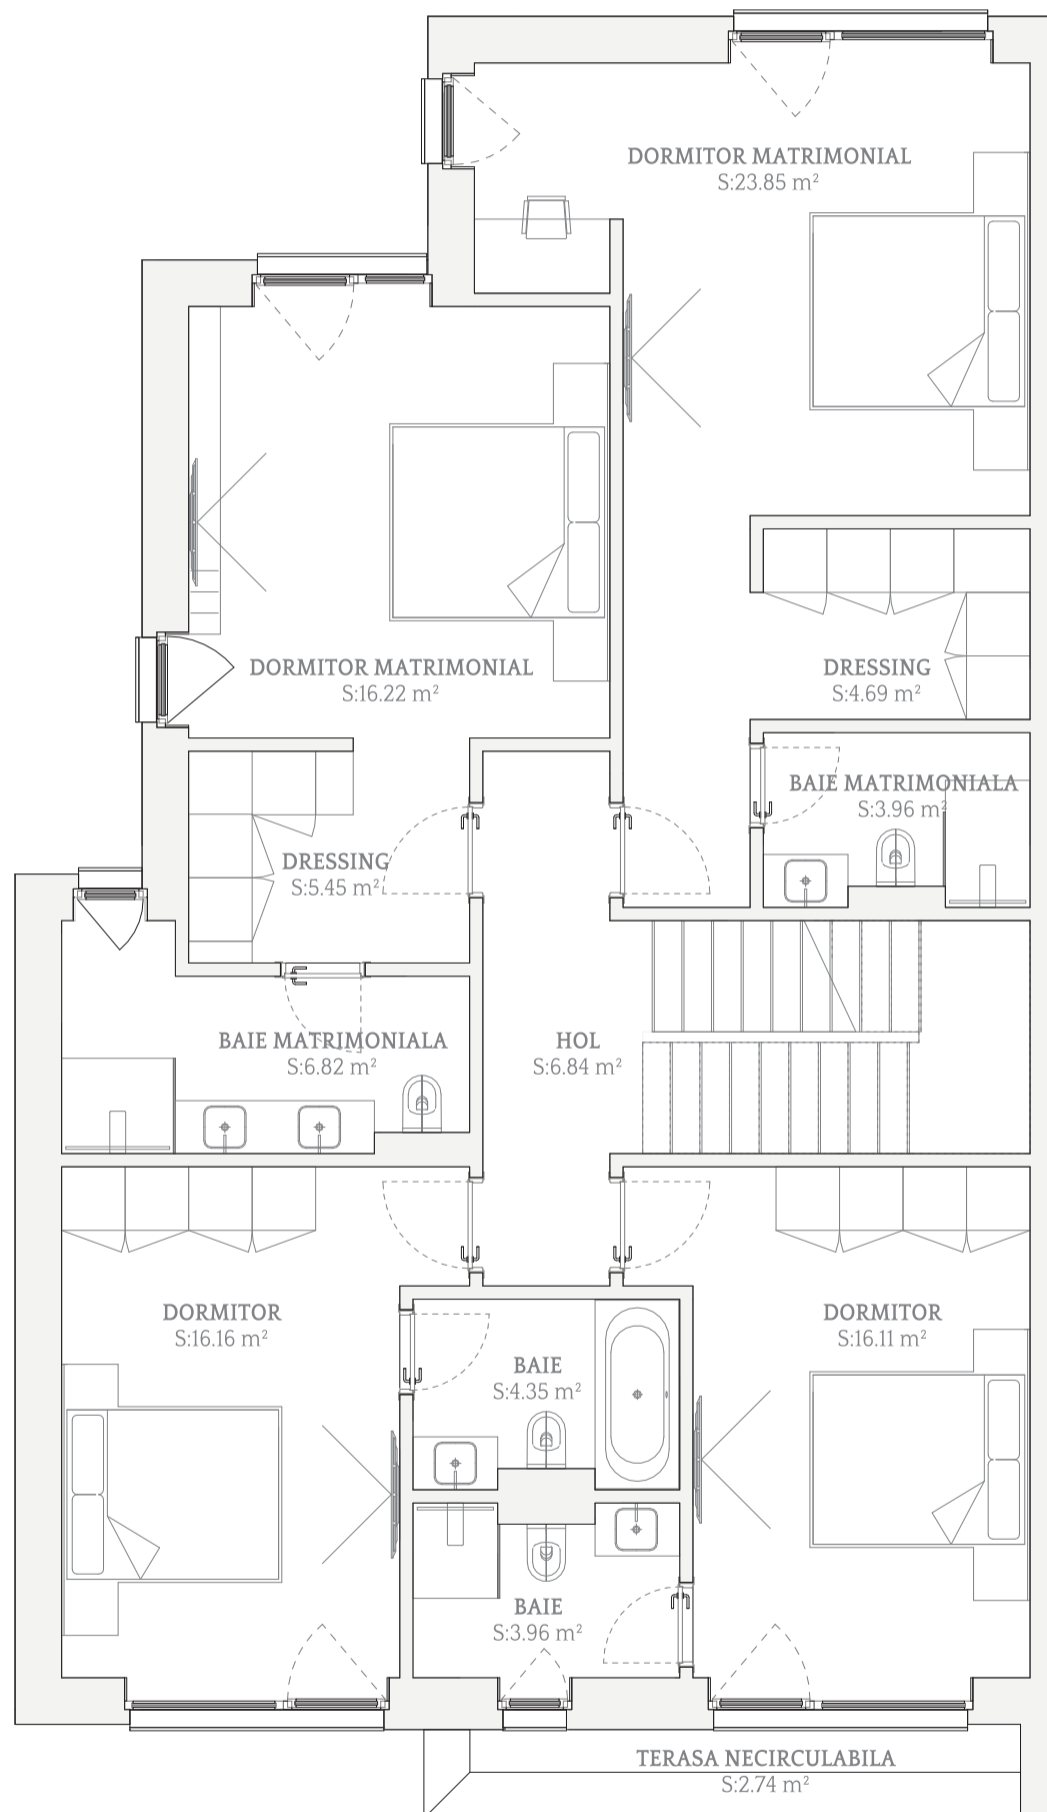 DORMITOR MATRIMONIAL
S:23.85 m²
DORMITOR MATRIMONIAL
S:16.22 m²
DRESSING
S:4.69 m²
BAIE MATRIMONIALA
S:3.96 m²
DRESSING
S:5.45 m²
BAIE MATRIMONIALA
S:6.82 m²
HOL
S:6.84 m²
DORMITOR
S:16.16 m²
DORMITOR
S:16.11 m²
BAIE
S:4.35 m²
BAIE
S:3.96 m²
TERASA NECIRCULABILA
S:2.74 m²